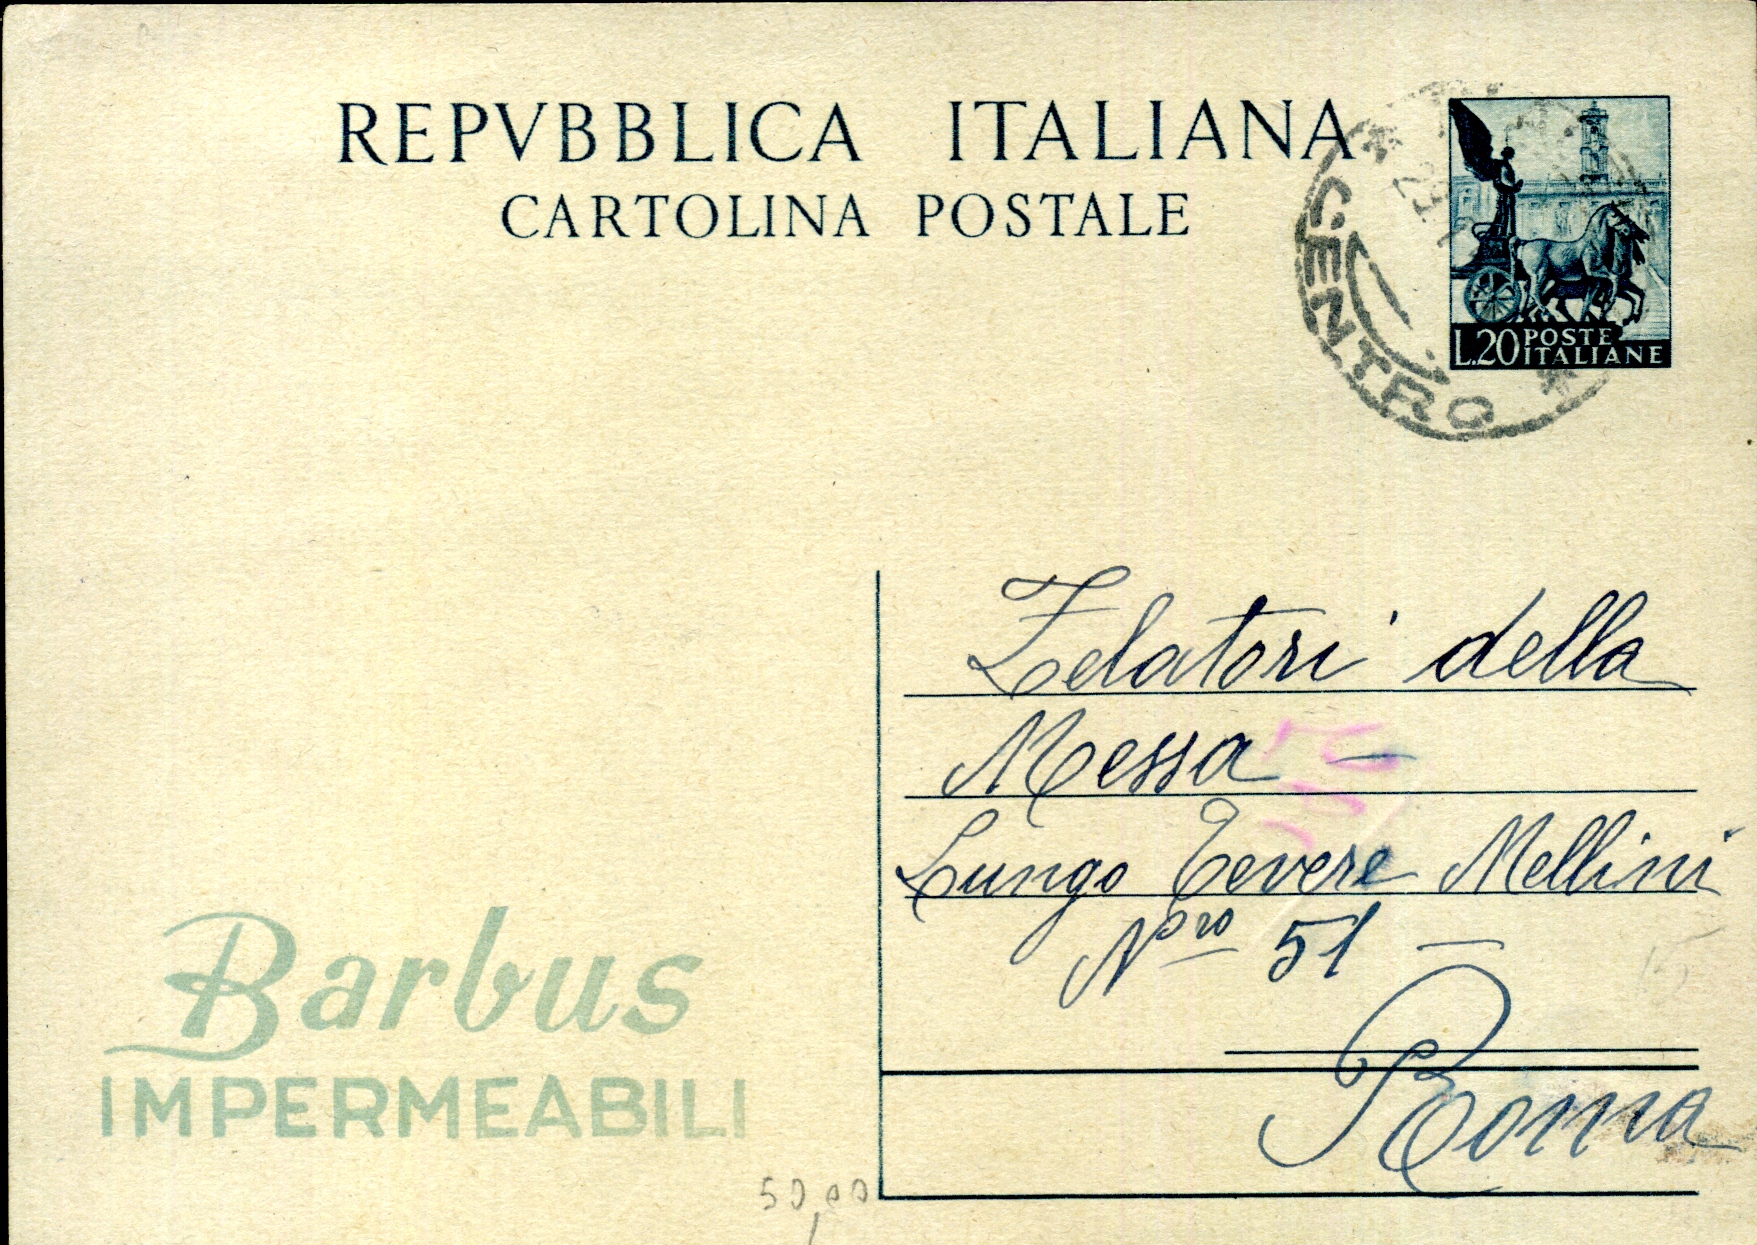 REPVBBLICA ITALIANA
CARTOLINA POSTALE
C. CENTRO
L.20 POSTE
ITALIANE
Zelatori della
Messa —
Lungo Tevere Mellini
Nro 51 —
Roma
Barbus
IMPERMEABILI
50,00